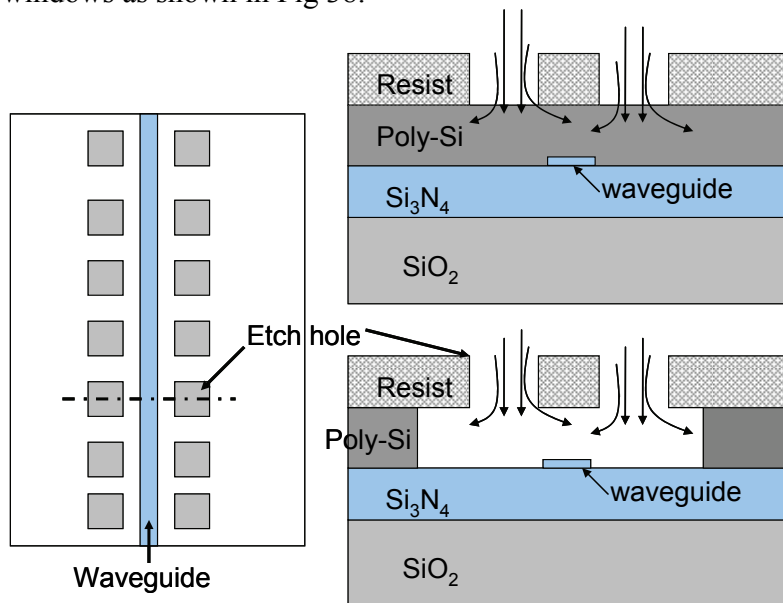 windows as shown in Fig 3b.
Resist
Poly-Si
waveguide
Si3N4
SiO2
Etch hole
Resist
Poly-Si
waveguide
Si3N4
SiO2
Waveguide